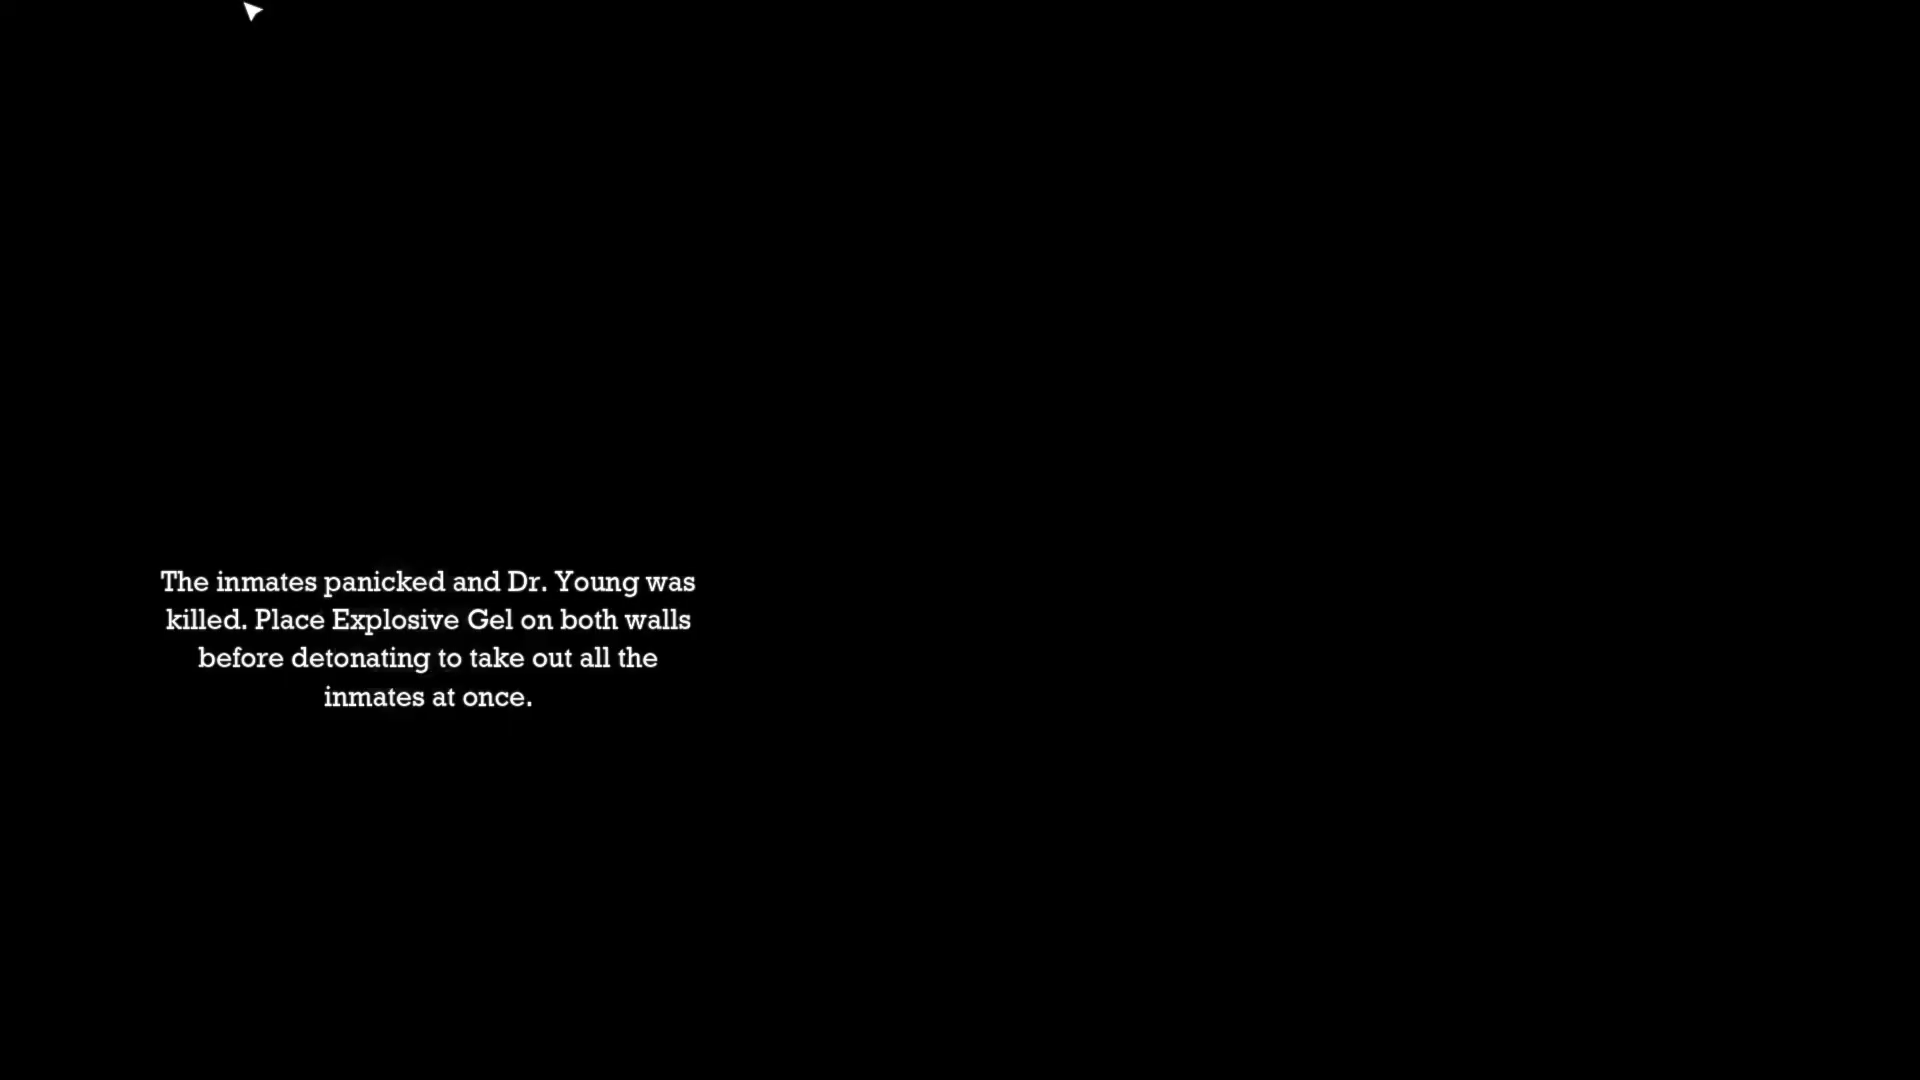 The inmates panicked and Dr. Young was
killed. Place Explosive Gel on both walls
before detonating to take out all the
inmates at once.